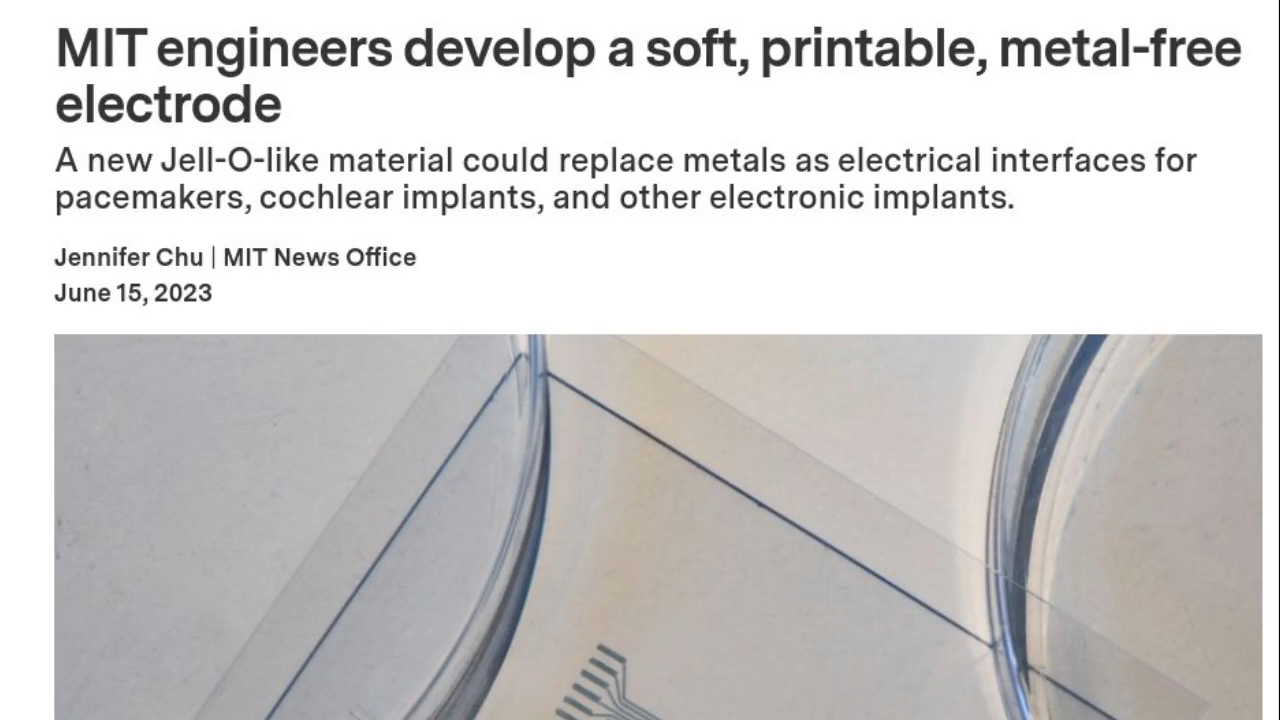 MIT engineers develop a soft, printable, metal-free
electrode
A new Jell-O-like material could replace metals as electrical interfaces for
pacemakers, cochlear implants, and other electronic implants.
Jennifer Chu | MIT News Office
June 15, 2023